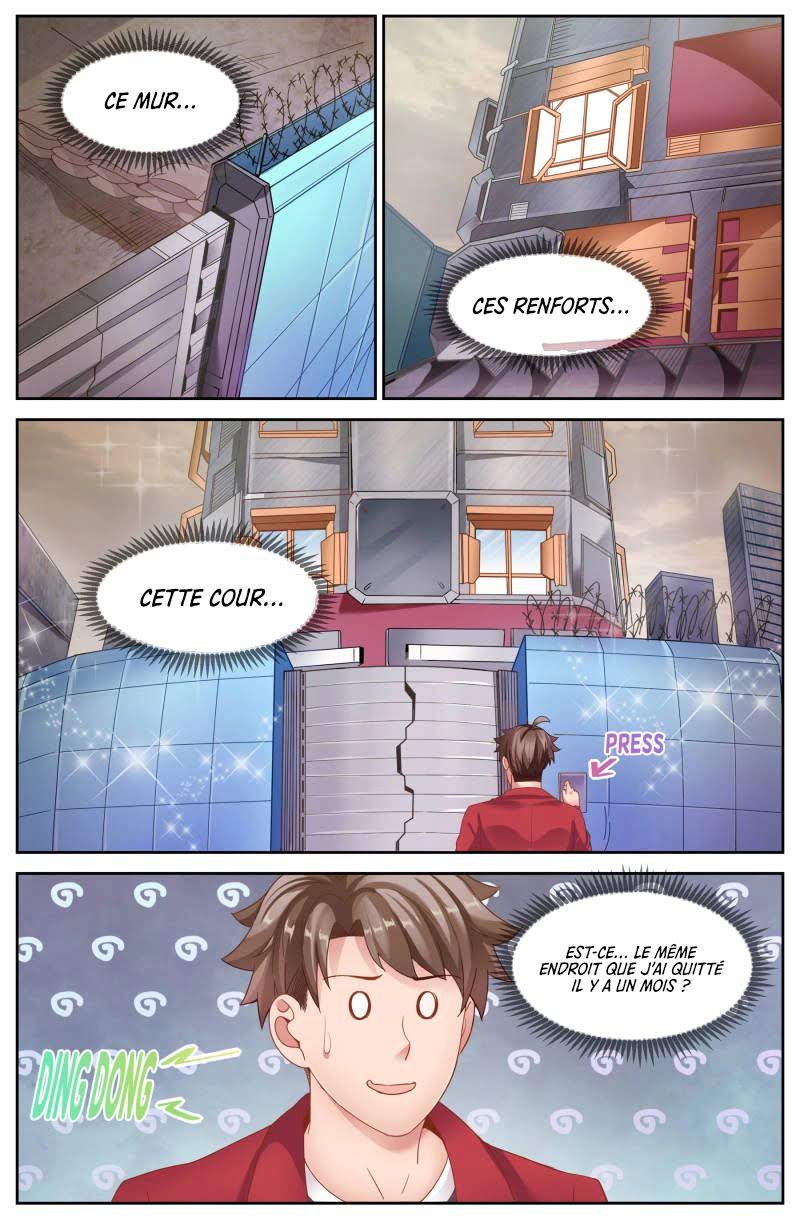 CE MUR...
CES RENFORTS...
CETTE COUR...
PRESS
EST-CE... LE MÊME
ENDROIT QUE J'AI QUITTÉ
IL Y A UN MOIS ?
DING DONG